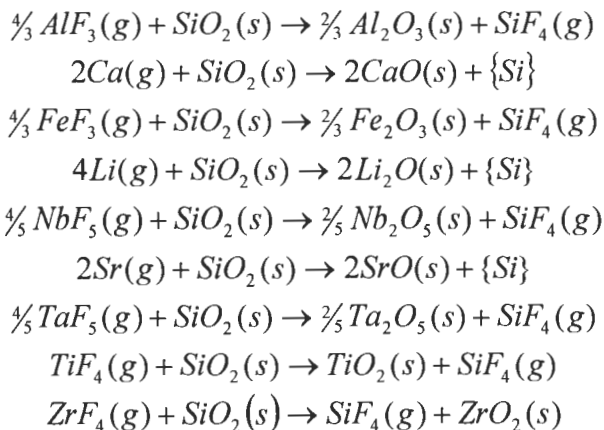 ⁴⁄₃ AlF₃(g) + SiO₂(s) → ⅔ Al₂O₃(s) + SiF₄(g)
2Ca(g) + SiO₂(s) → 2CaO(s) + {Si}
⁴⁄₃ FeF₃(g) + SiO₂(s) → ⅔ Fe₂O₃(s) + SiF₄(g)
4Li(g) + SiO₂(s) → 2Li₂O(s) + {Si}
⅘ NbF₅(g) + SiO₂(s) → ⅖ Nb₂O₅(s) + SiF₄(g)
2Sr(g) + SiO₂(s) → 2SrO(s) + {Si}
⅘ TaF₅(g) + SiO₂(s) → ⅖ Ta₂O₅(s) + SiF₄(g)
TiF₄(g) + SiO₂(s) → TiO₂(s) + SiF₄(g)
ZrF₄(g) + SiO₂(s) → SiF₄(g) + ZrO₂(s)